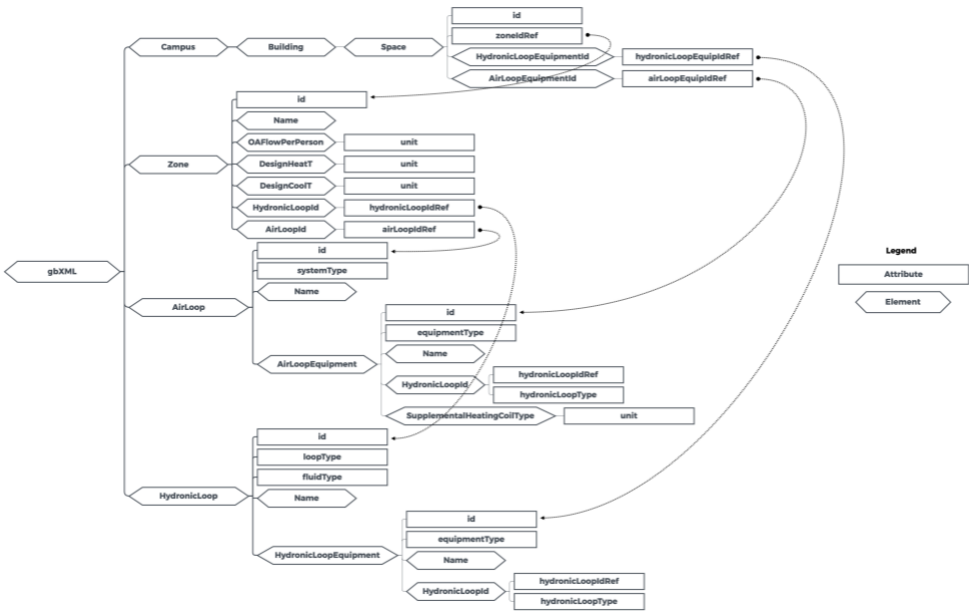 id
zoneIdRef
Campus
Building
Space
HydronicLoopEquipmentId
hydronicLoopEquipIdRef
AirLoopEquipmentId
airLoopEquipIdRef
id
Name
OAFlowPerPerson
unit
Zone
DesignHeatT
unit
DesignCoolT
unit
HydronicLoopId
hydronicLoopIdRef
AirLoopId
airLoopIdRef
id
Legend
gbXML
systemType
Attribute
Name
Element
AirLoop
id
equipmentType
Name
AirLoopEquipment
hydronicLoopIdRef
HydronicLoopId
hydronicLoopType
SupplementalHeatingCoilType
unit
id
loopType
fluidType
HydronicLoop
Name
id
equipmentType
HydronicLoopEquipment
Name
hydronicLoopIdRef
HydronicLoopId
hydronicLoopType